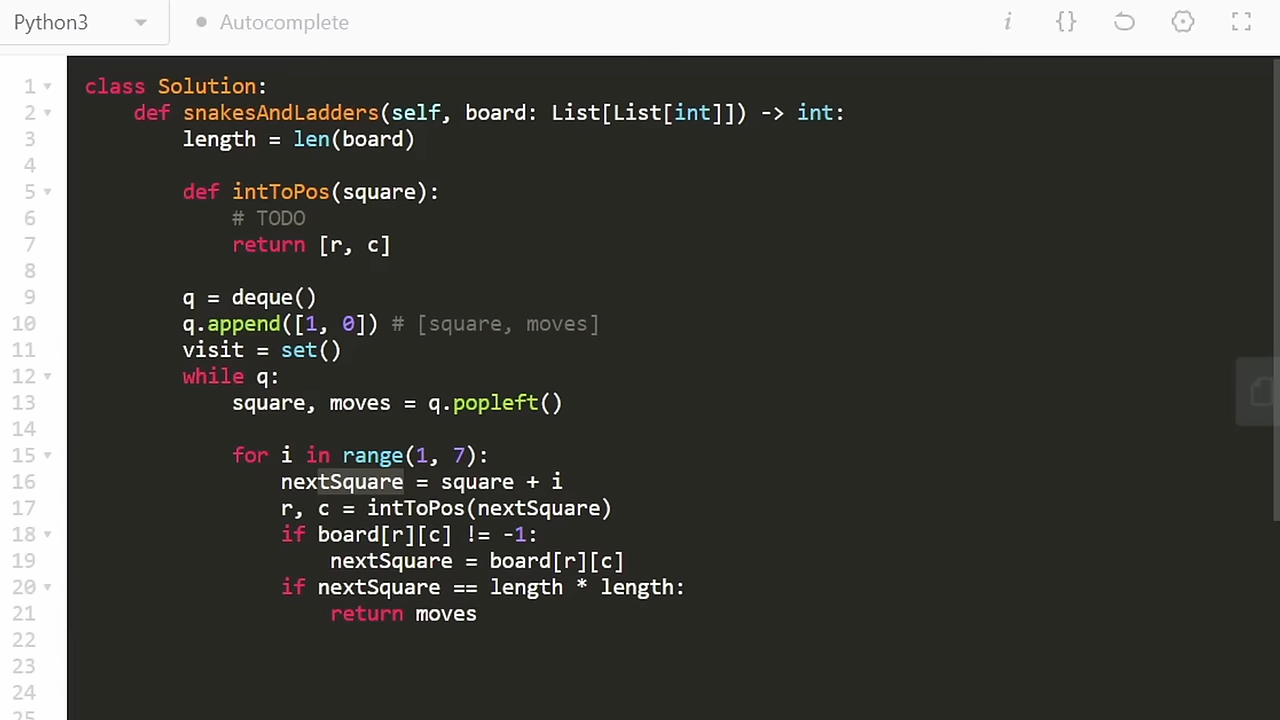 Python3 Autocomplete i {}
1 class Solution:
2 def snakesAndLadders(self, board: List[List[int]]) -> int:
3 length = len(board)
4
5 def intToPos(square):
6 # TODO
7 return [r, c]
8
9 q = deque()
10 q.append([1, 0]) # [square, moves]
11 visit = set()
12 while q:
13 square, moves = q.popleft()
14
15 for i in range(1, 7):
16 nextSquare = square + i
17 r, c = intToPos(nextSquare)
18 if board[r][c] != -1:
19 nextSquare = board[r][c]
20 if nextSquare == length * length:
21 return moves
22
23
24
25